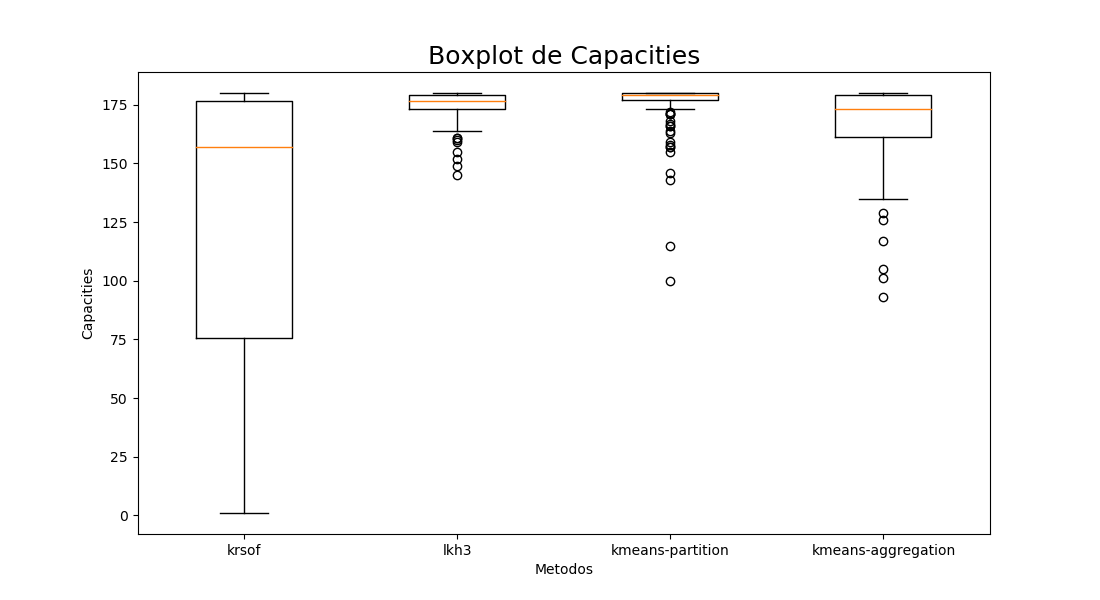 Boxplot de Capacities
Capacities
175
150
125
100
75
50
25
0
krsof lkh3 kmeans-partition kmeans-aggregation
Metodos